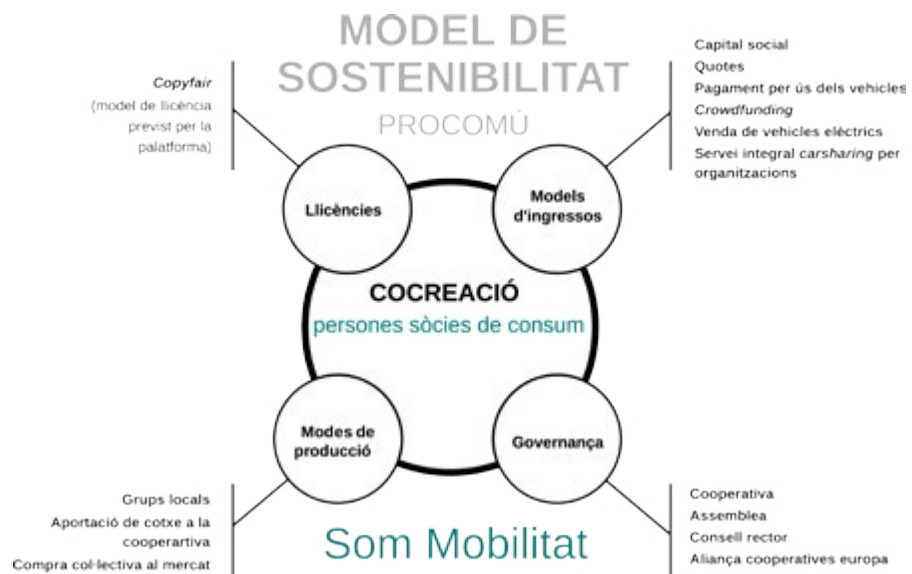 MODEL DE
SOSTENIBILITAT
PROCOMÚ
Copyfair
(model de llicència
previst per la
palatforma)
Capital social
Quotes
Pagament per ús dels vehicles
Crowdfunding
Venda de vehicles elèctrics
Servei integral carsharing per
organitzacions
Llicències
Models
d'ingressos
COCREACIÓ
persones sòcies de consum
Modes de
producció
Governança
Grups locals
Aportació de cotxe a la
cooperartiva
Compra col·lectiva al mercat
Cooperativa
Assemblea
Consell rector
Aliança cooperatives europa
Som Mobilitat